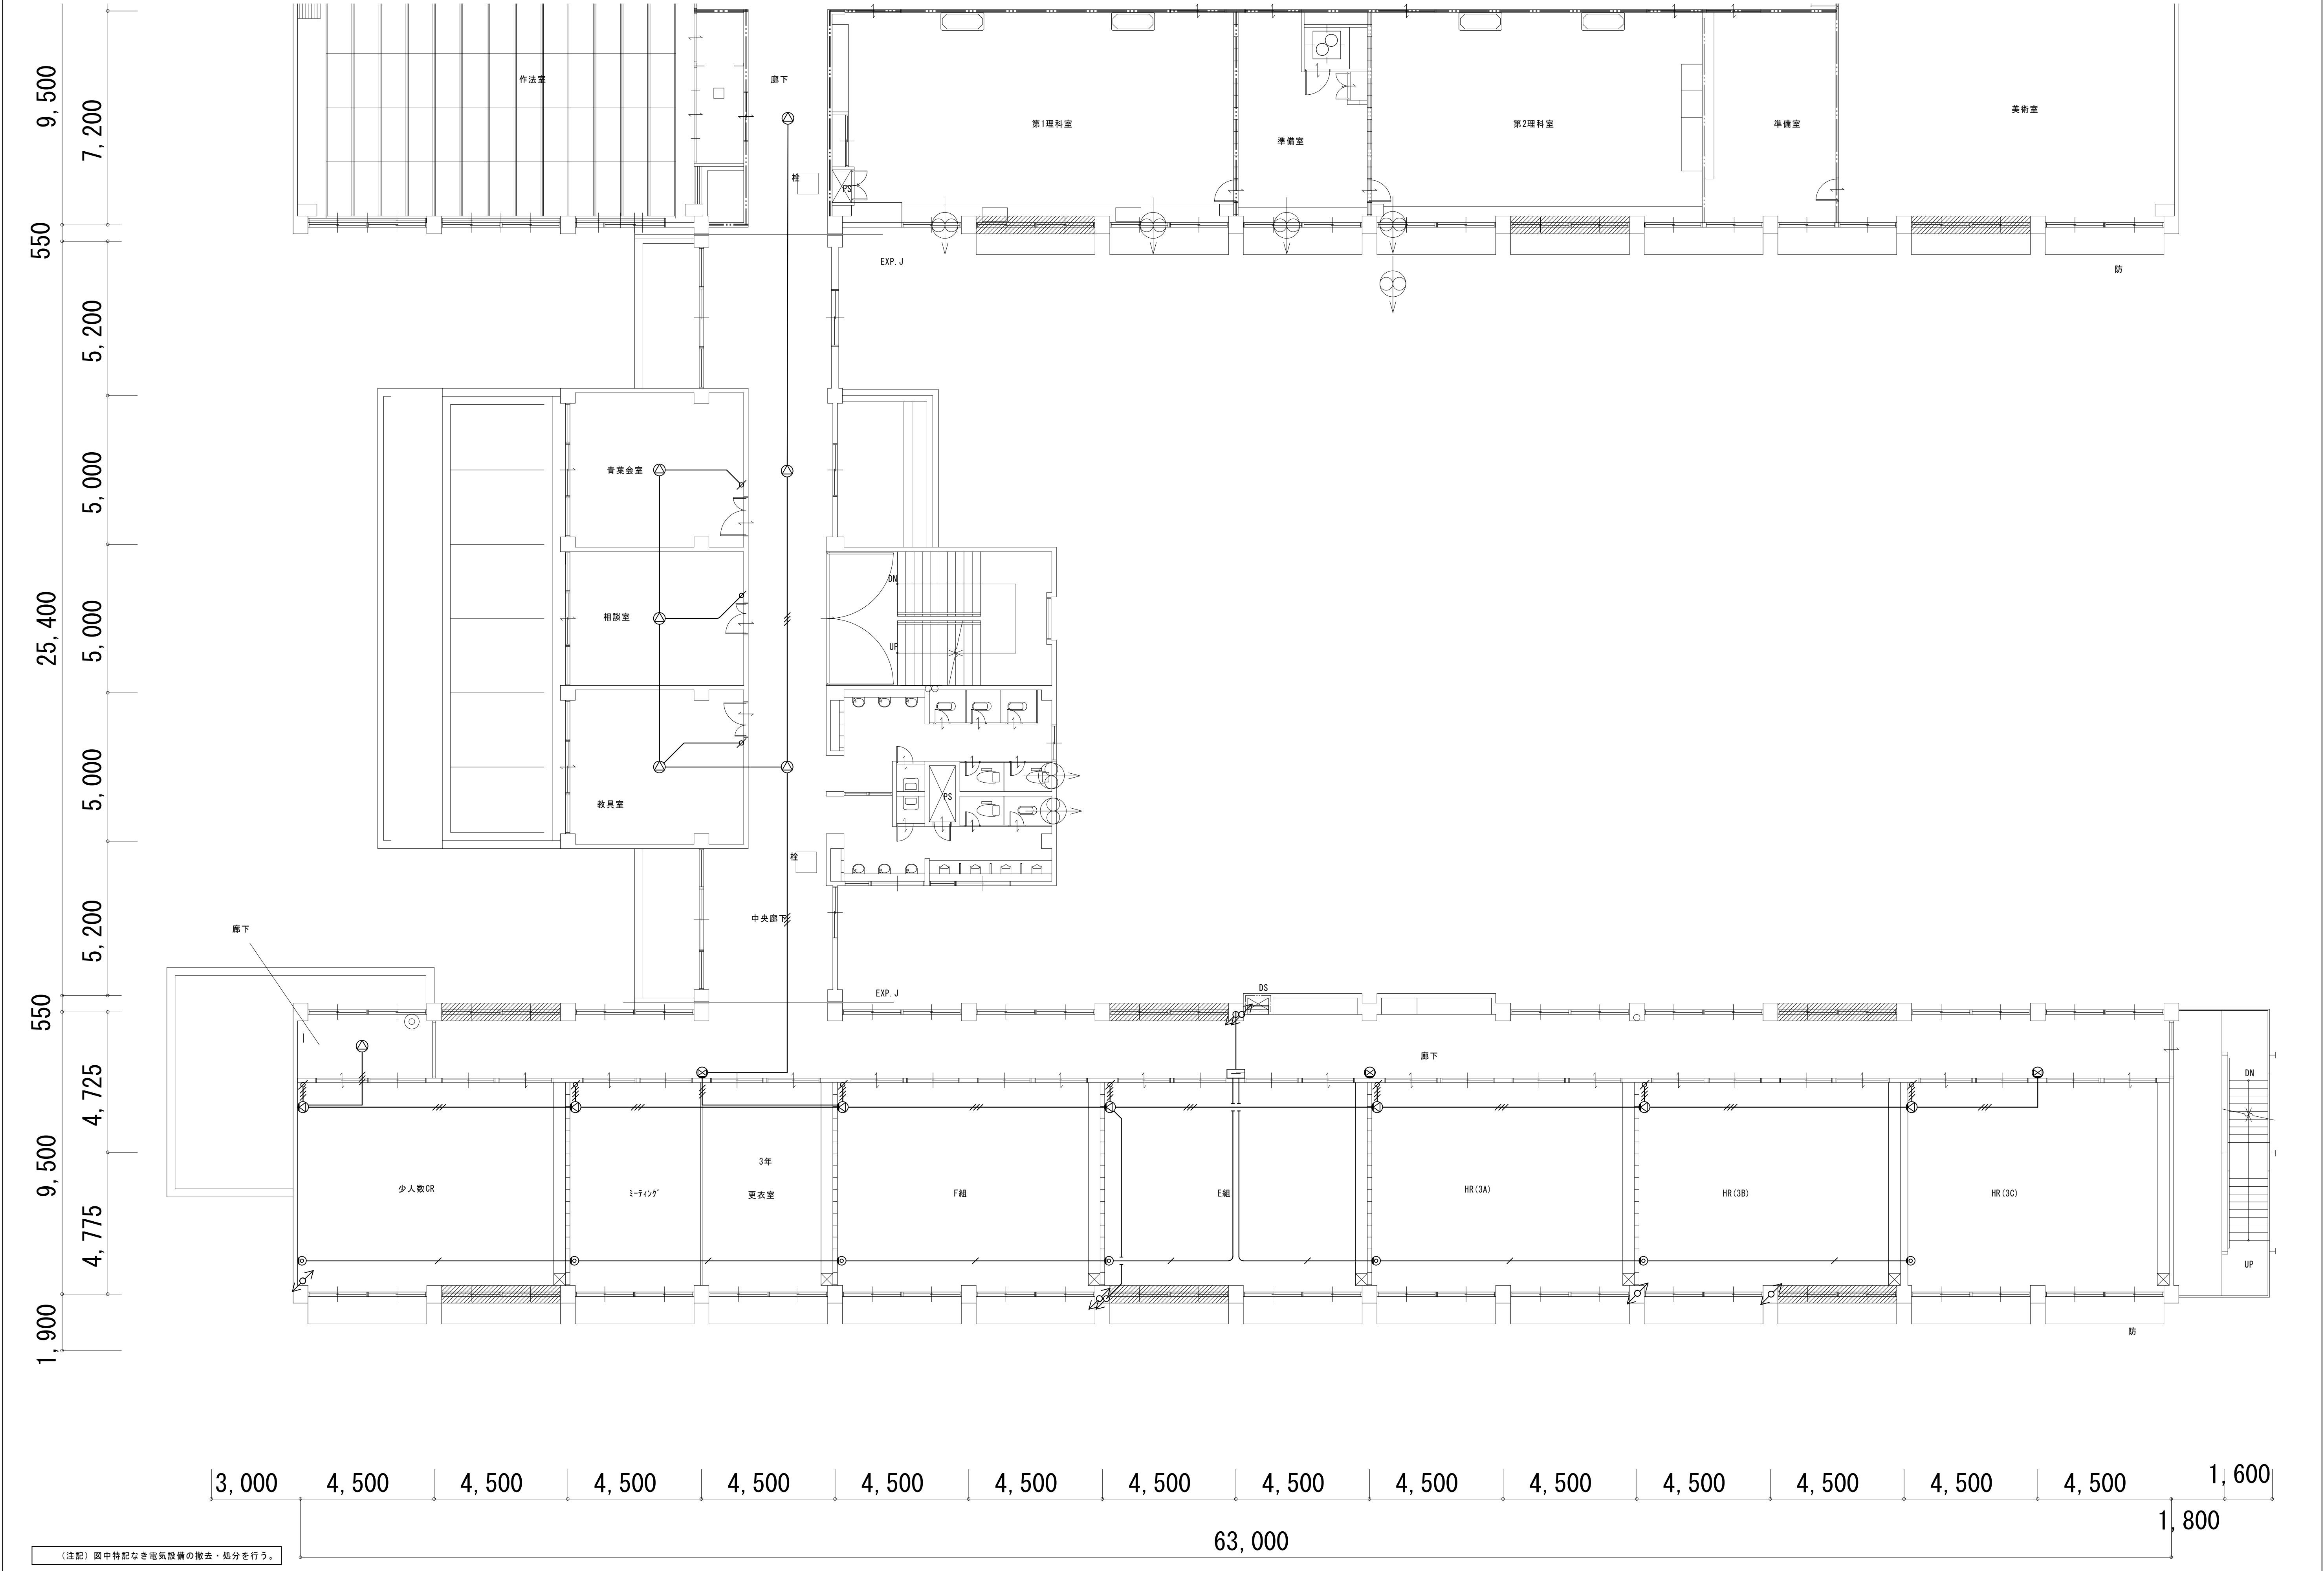 作法室
廊下
第1理科室
準備室
第2理科室
準備室
美術室
栓
PS
EXP. J
防
9, 500
7, 200
550
5, 200
5, 000
25, 400
5, 000
5, 000
5, 200
550
4, 725
9, 500
4, 775
1, 900
青葉会室
相談室
教具室
DN
UP
PS
栓
中央廊下
廊下
EXP. J
DS
廊下
DN
UP
3年
少人数CR
ﾐｰﾃｨﾝｸﾞ
更衣室
F組
E組
HR(3A)
HR(3B)
HR(3C)
防
3, 000
4, 500
4, 500
4, 500
4, 500
4, 500
4, 500
4, 500
4, 500
4, 500
4, 500
4, 500
4, 500
4, 500
4, 500
1, 600
1, 800
63, 000
(注記) 図中特記なき電気設備の撤去・処分を行う。